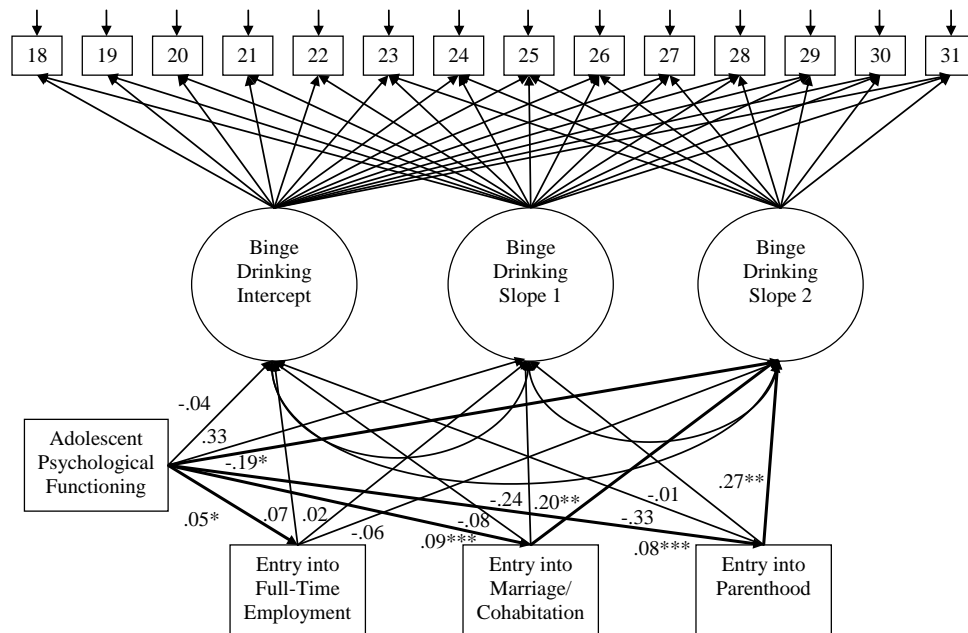 18 19 20 21 22 23 24 25 26 27 28 29 30 31
Binge
Drinking
Intercept
Binge
Drinking
Slope 1
Binge
Drinking
Slope 2
Adolescent
Psychological
Functioning
-.04
.33
-.19*
.05*
.07
.02
-.06
-.08
.09***
-.24
.20**
-.33
-.01
.08***
.27**
Entry into
Full-Time
Employment
Entry into
Marriage/
Cohabitation
Entry into
Parenthood